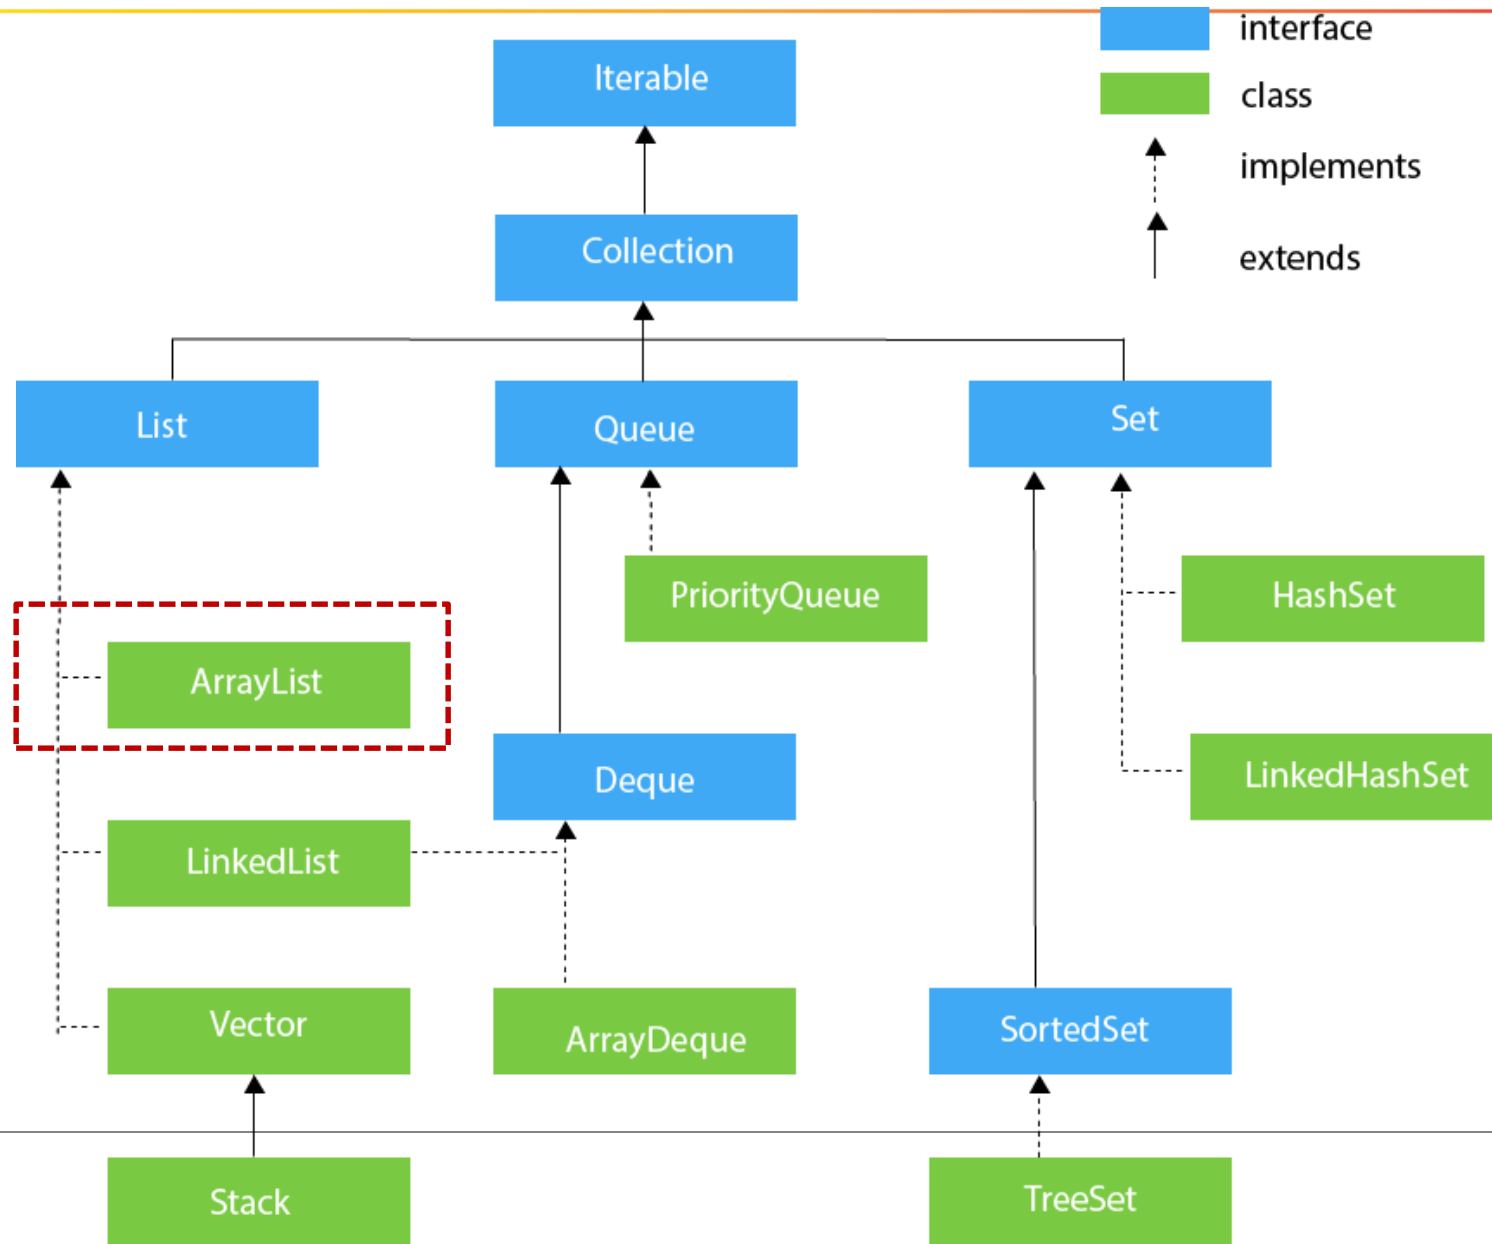 interface
Iterable
class
implements
Collection
extends
List
Queue
Set
PriorityQueue
HashSet
ArrayList
Deque
LinkedHashSet
LinkedList
Vector
ArrayDeque
SortedSet
Stack
TreeSet